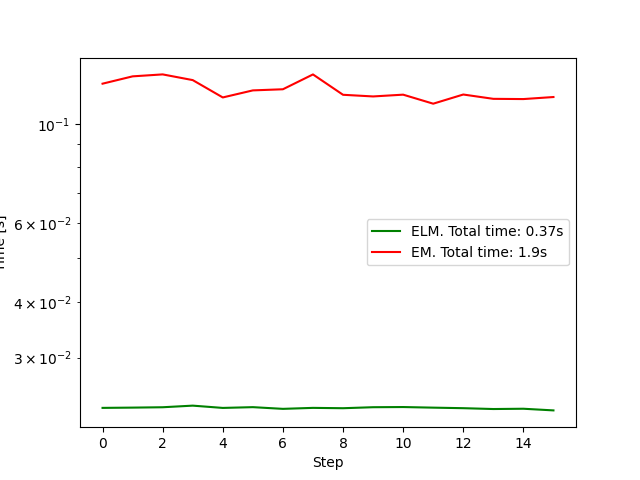 10⁻¹
6 × 10⁻²
4 × 10⁻²
3 × 10⁻²
Time [s]
ELM. Total time: 0.37s
EM. Total time: 1.9s
0 2 4 6 8 10 12 14
Step